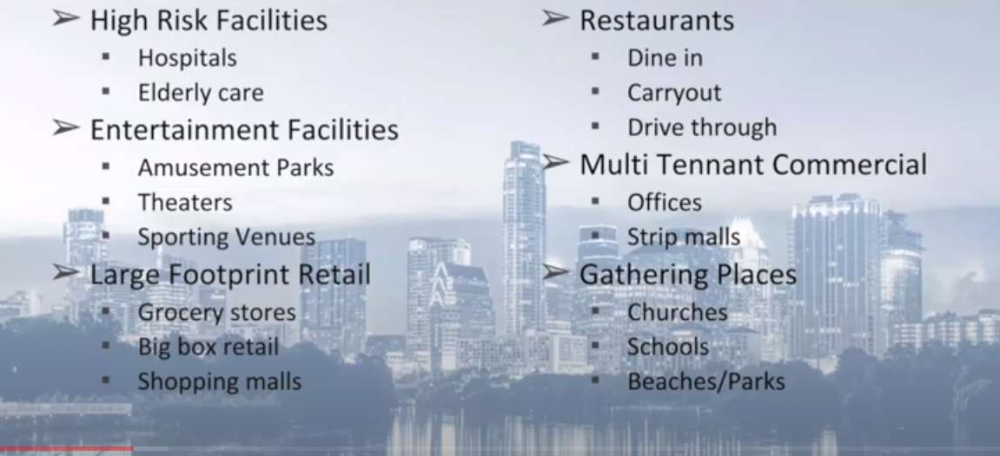 High Risk Facilities
Hospitals
Elderly care
Entertainment Facilities
Amusement Parks
Theaters
Sporting Venues
Large Footprint Retail
Grocery stores
Big box retail
Shopping malls
Restaurants
Dine in
Carryout
Drive through
Multi Tennant Commercial
Offices
Strip malls
Gathering Places
Churches
Schools
Beaches/Parks